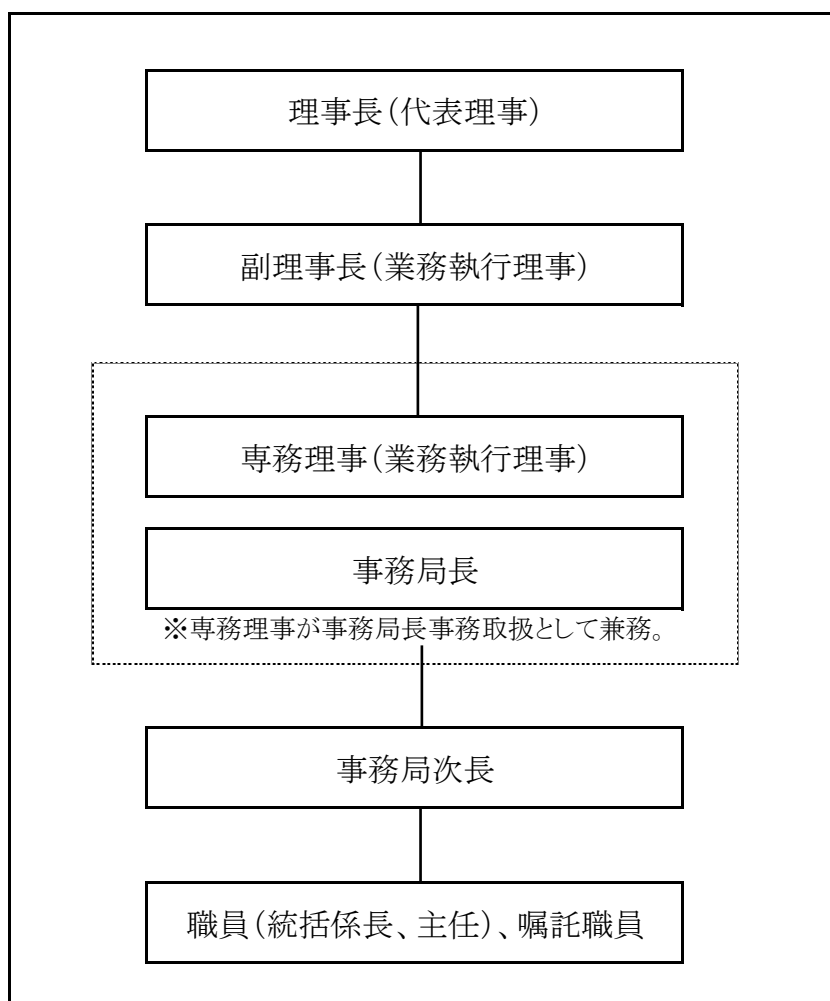 理事長（代表理事）
副理事長（業務執行理事）
専務理事（業務執行理事）
事務局長
※専務理事が事務局長事務取扱として兼務。
事務局次長
職員（統括係長、主任）、嘱託職員